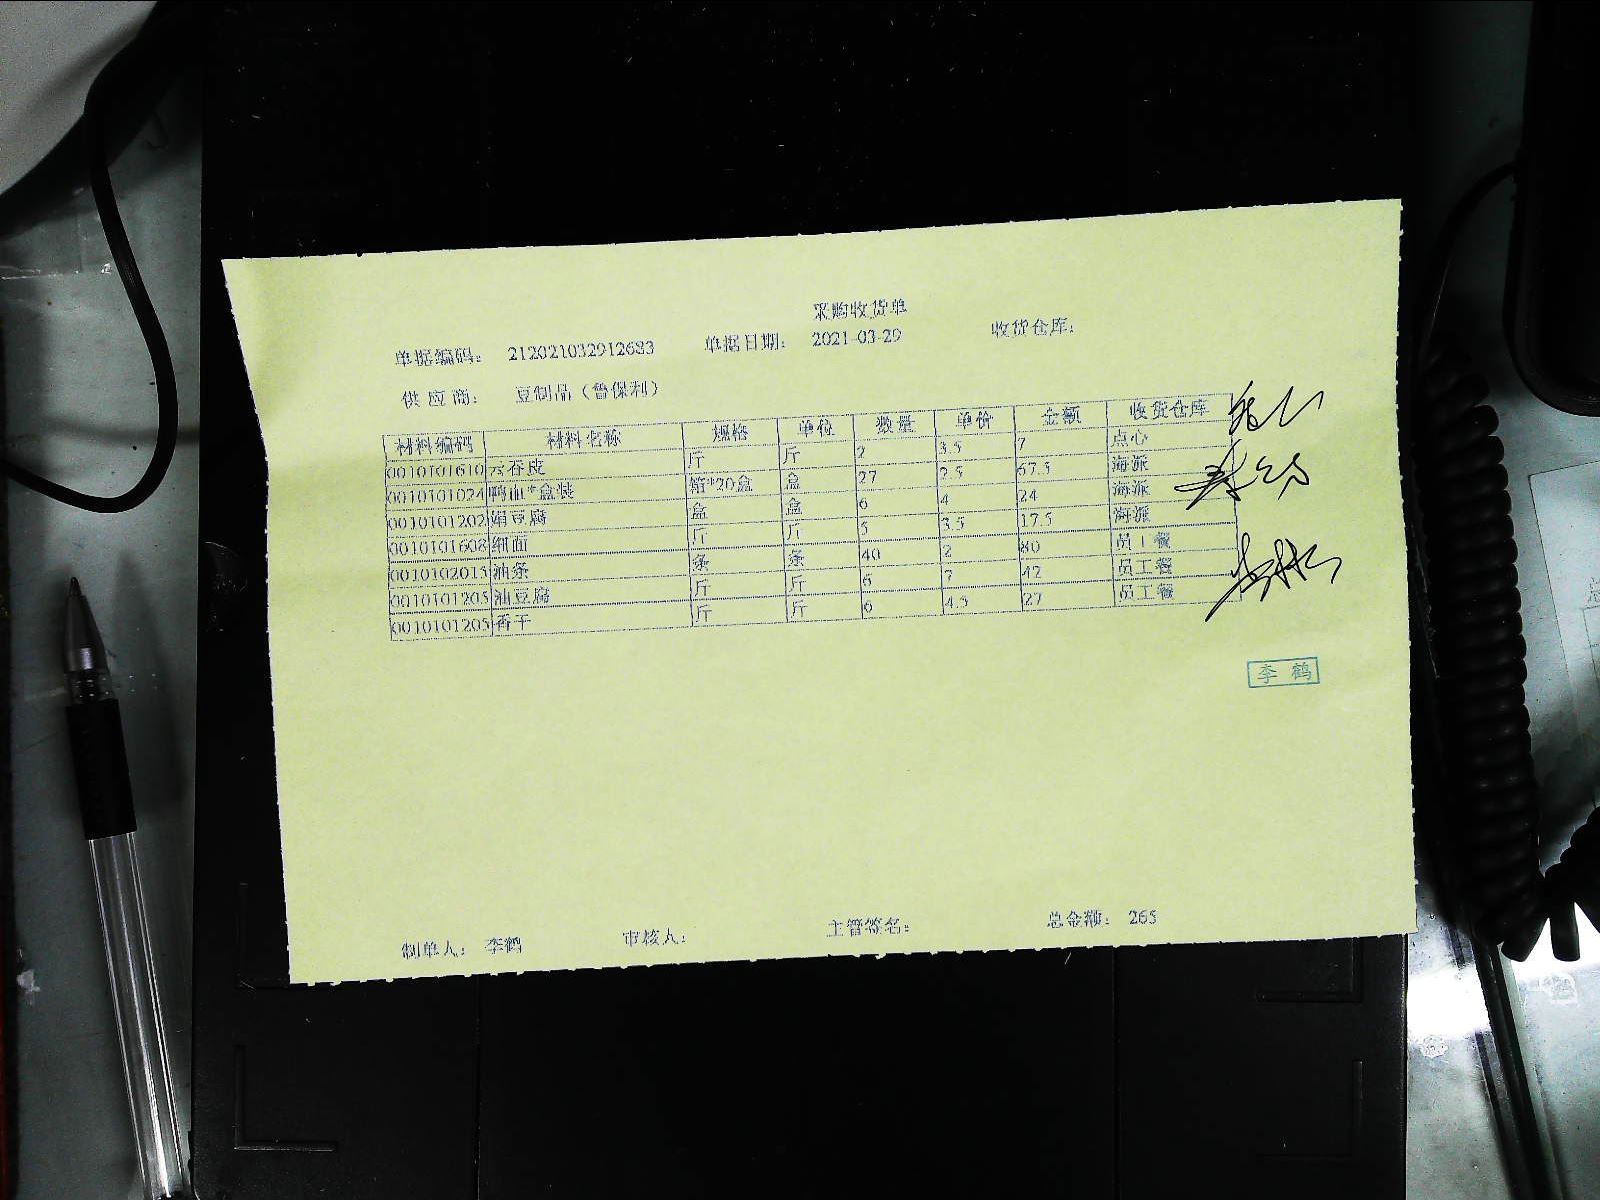 采购收货单
单据编码: 212021032912683 单据日期: 2021-03-29 收货仓库:
供应商: 豆制品(鲁保利)
材料编码 材料名称 规格 单位 数量 单价 金额 收货仓库
0010101610 云香皮 斤 斤 2 3.5 7 点心
0010101024 鸭血*盒装 箱*20盒 盒 27 2.5 67.5 海派
0010101202 绢豆腐 盒 盒 6 4 24 海派
0010101608 细面 斤 斤 5 3.5 17.5 海派
0010102015 油条 条 条 40 2 80 员工餐
0010101203 油豆腐 斤 斤 6 7 42 员工餐
0010101205 香干 斤 斤 6 4.5 27 员工餐
李鹤
制单人: 李鹤 审核人: 主管签名: 总金额: 265